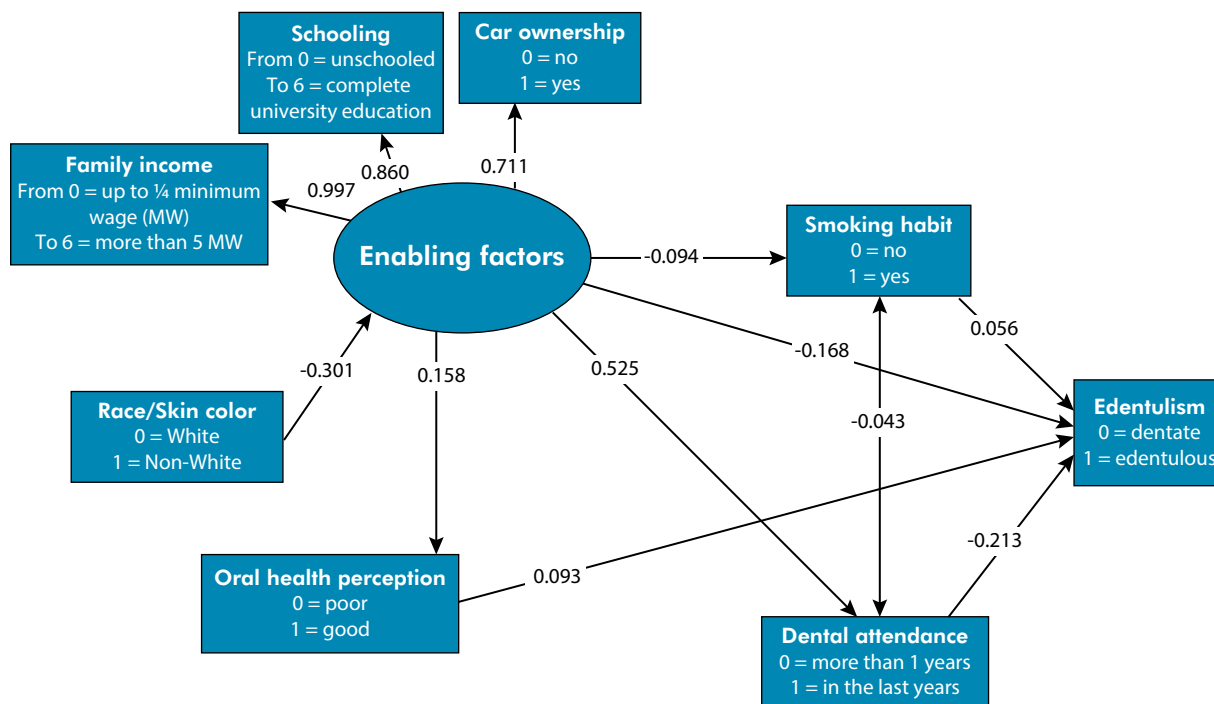 Schooling
From 0 = unschooled
To 6 = complete
university education
Car ownership
0 = no
1 = yes
Family income
From 0 = up to ¼ minimum
wage (MW)
To 6 = more than 5 MW
0.997
0.860
0.711
Enabling factors
-0.094
Smoking habit
0 = no
1 = yes
0.056
-0.168
-0.301
0.158
0.525
-0.043
Race/Skin color
0 = White
1 = Non-White
Edentulism
0 = dentate
1 = edentulous
-0.213
Oral health perception
0 = poor
1 = good
0.093
Dental attendance
0 = more than 1 years
1 = in the last years